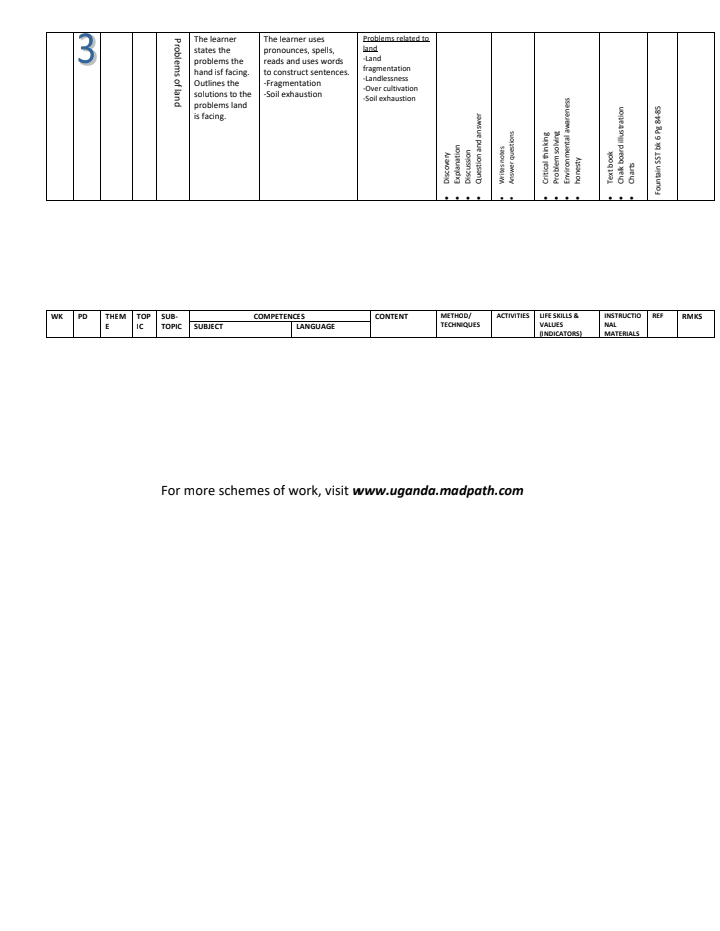 3
Problems of land
The learner
states the
problems the
hand isf facing.
Outlines the
solutions to the
problems land
is facing.
The learner uses
pronounces, spells,
reads and uses words
to construct sentences.
-Fragmentation
-Soil exhaustion
Problems related to
land
-Land
fragmentation
-Landlessness
-Over cultivation
-Soil exhaustion
• Discovery
• Explanation
• Discussion
• Question and answer
• Writes notes
• Answer questions
• Critical thinking
• Problem solving
• Environmental awareness
• honesty
• Text book
• Chalk board illustration
• Charts
Fountain SST bk 6 Pg 84-85
WK
PD
THEM
E
TOP
IC
SUB-
TOPIC
COMPETENCES
SUBJECT
LANGUAGE
CONTENT
METHOD/
TECHNIQUES
ACTIVITIES
LIFE SKILLS &
VALUES
(INDICATORS)
INSTRUCTIO
NAL
MATERIALS
REF
RMKS
For more schemes of work, visit www.uganda.madpath.com